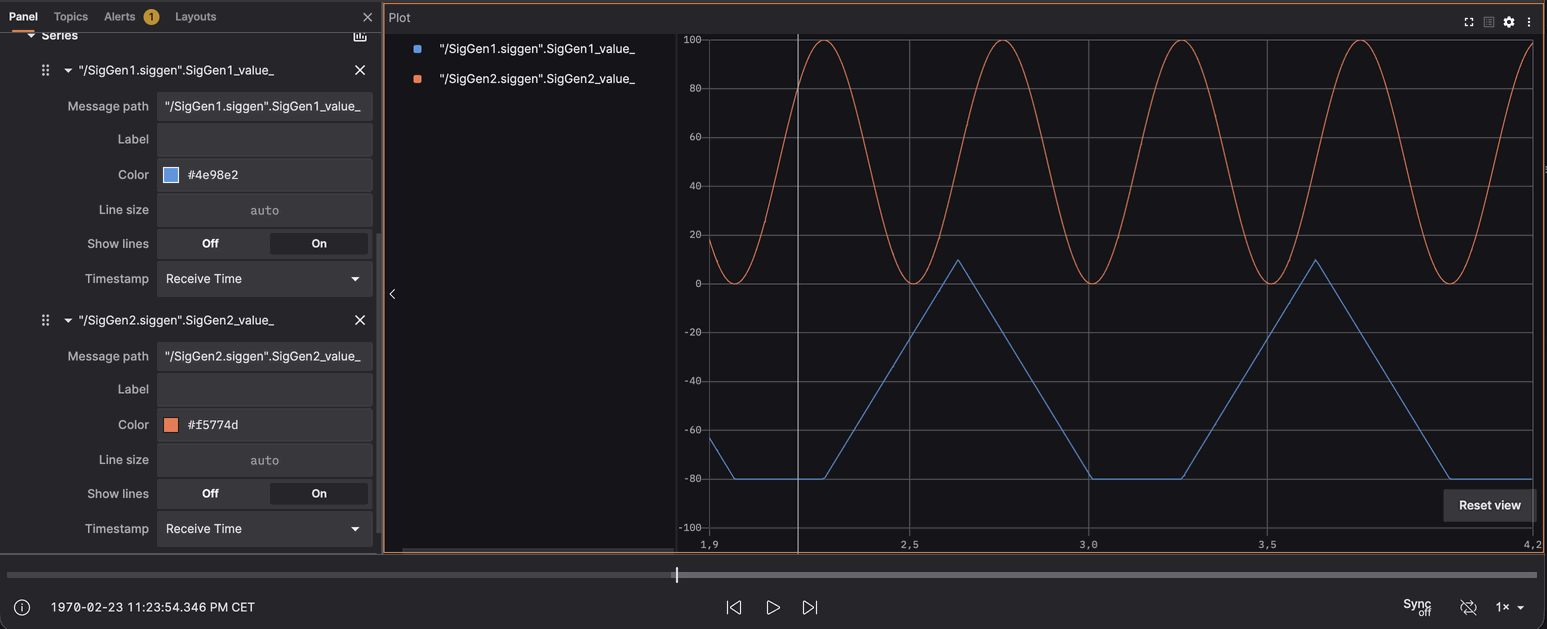 Panel Topics Alerts 1 Layouts
Series
"/SigGen1.siggen".SigGen1_value_
Message path "/SigGen1.siggen".SigGen1_value_
Label
Color #4e98e2
Line size auto
Show lines Off On
Timestamp Receive Time
"/SigGen2.siggen".SigGen2_value_
Message path "/SigGen2.siggen".SigGen2_value_
Label
Color #f5774d
Line size auto
Show lines Off On
Timestamp Receive Time
Plot
"/SigGen1.siggen".SigGen1_value_
"/SigGen2.siggen".SigGen2_value_
100
80
60
40
20
0
-20
-40
-60
-80
-100
1,9 2,5 3,0 3,5 4,2
Reset view
1970-02-23 11:23:54.346 PM CET
Sync
off
1×